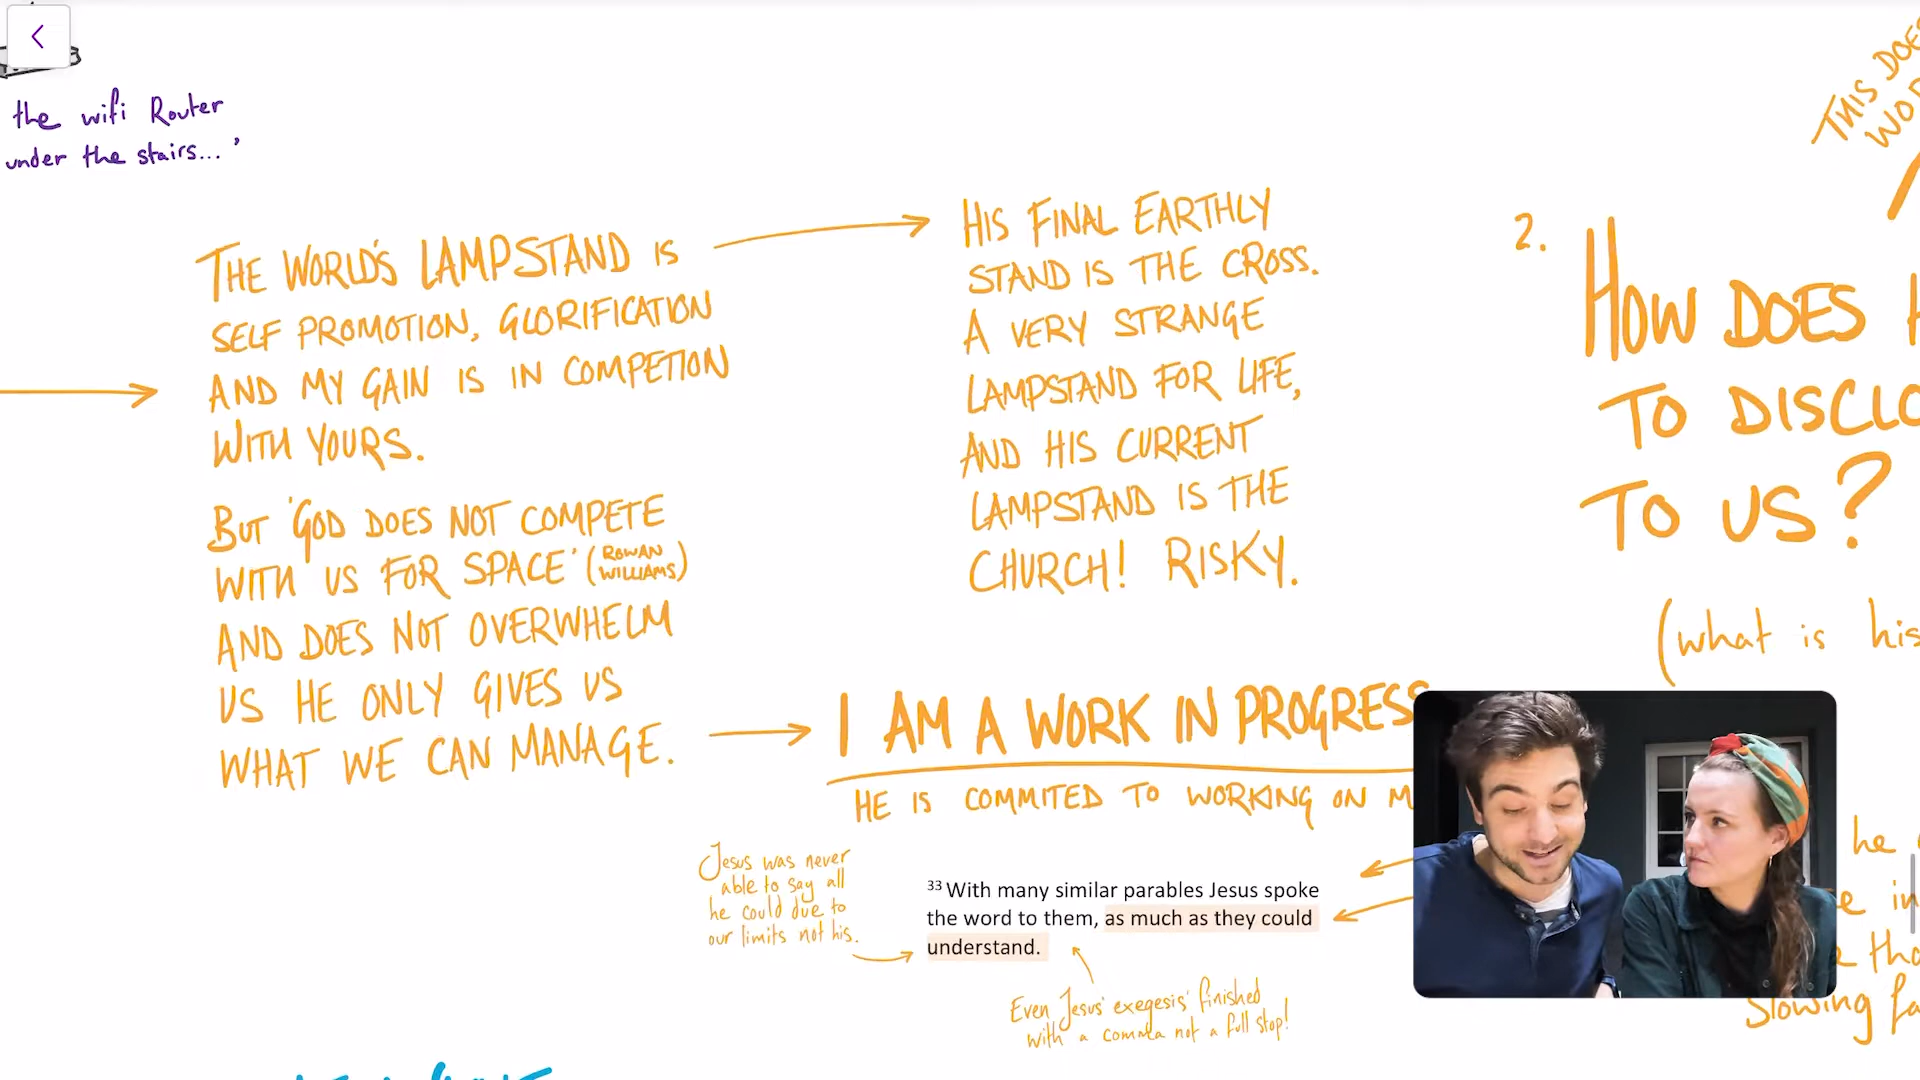 the wifi Router
under the stairs...'
THE WORLD'S LAMPSTAND IS
SELF PROMOTION, GLORIFICATION
AND MY GAIN IS IN COMPETION
WITH YOURS.
BUT 'GOD DOES NOT COMPETE
WITH US FOR SPACE' (ROWAN WILLIAMS)
AND DOES NOT OVERWHELM
US HE ONLY GIVES US
WHAT WE CAN MANAGE.
HIS FINAL EARTHLY
STAND IS THE CROSS.
A VERY STRANGE
LAMPSTAND FOR LIFE,
AND HIS CURRENT
LAMPSTAND IS THE
CHURCH! RISKY.
I AM A WORK IN PROGRESS
HE IS COMMITED TO WORKING ON
Jesus was never
able to say all
he could due to
our limits not his.
33 With many similar parables Jesus spoke
the word to them, as much as they could
understand.
Even Jesus' 'exegesis' finished
with a comma not a full stop!
THIS DOES
2.
HOW DOES
TO DISCLO
TO US?
(what is his
he
in
Slowing